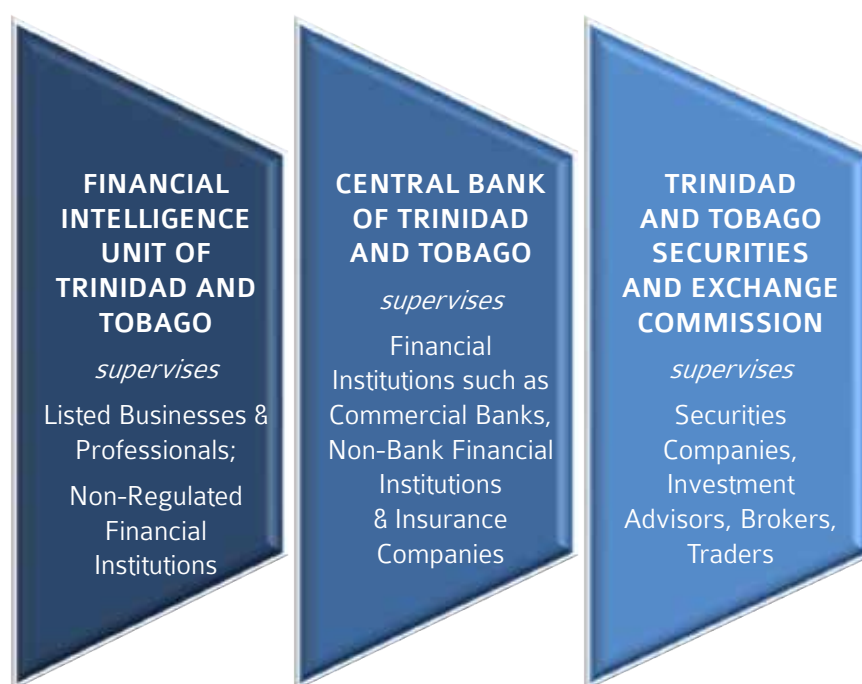 FINANCIAL
INTELLIGENCE
UNIT OF
TRINIDAD AND
TOBAGO
supervises
Listed Businesses &
Professionals;
Non-Regulated
Financial
Institutions
CENTRAL BANK
OF TRINIDAD
AND TOBAGO
supervises
Financial
Institutions such as
Commercial Banks,
Non-Bank Financial
Institutions
& Insurance
Companies
TRINIDAD
AND TOBAGO
SECURITIES
AND EXCHANGE
COMMISSION
supervises
Securities
Companies,
Investment
Advisors, Brokers,
Traders